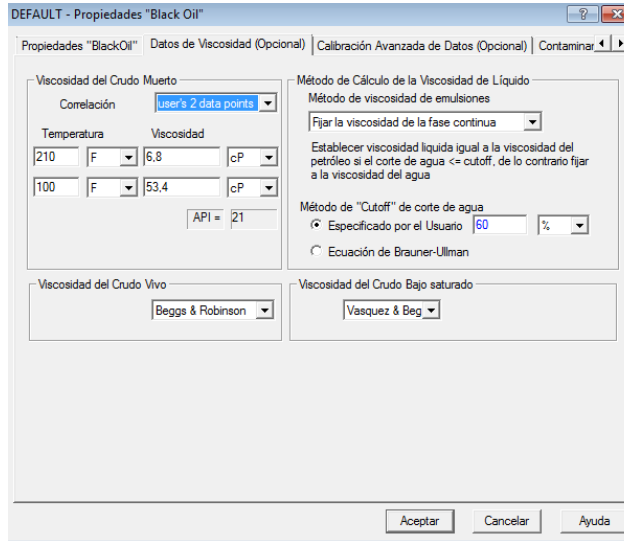 DEFAULT - Propiedades "Black Oil"
Propiedades "BlackOil" Datos de Viscosidad (Opcional) Calibración Avanzada de Datos (Opcional) Contaminar
Viscosidad del Crudo Muerto
Correlación user's 2 data points
Temperatura Viscosidad
210 F 6,8 cP
100 F 53,4 cP
API = 21
Método de Cálculo de la Viscosidad de Líquido
Método de viscosidad de emulsiones
Fijar la viscosidad de la fase continua
Establecer viscosidad liquida igual a la viscosidad del
petróleo si el corte de agua <= cutoff, de lo contrario fijar
a la viscosidad del agua
Método de "Cutoff" de corte de agua
Especificado por el Usuario 60 %
Ecuación de Brauner-Ullman
Viscosidad del Crudo Vivo
Beggs & Robinson
Viscosidad del Crudo Bajo saturado
Vasquez & Beg
Aceptar Cancelar Ayuda